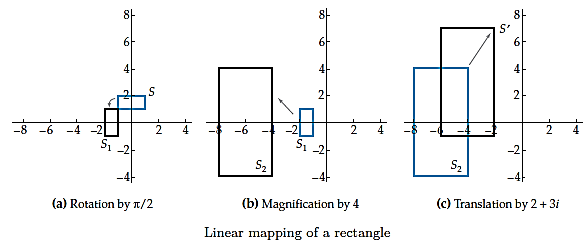 8 8 8
6 6 6 S′
4 4 4
2 S 2 2
−8 −6 −4 −2 2 4 −8 −6 −4 −2 2 4 −8 −6 −4 −2 2 4
S1 −2 S1 −2 −2
S2 S2
−4 −4 −4
(a) Rotation by π/2 (b) Magnification by 4 (c) Translation by 2 + 3i
Linear mapping of a rectangle